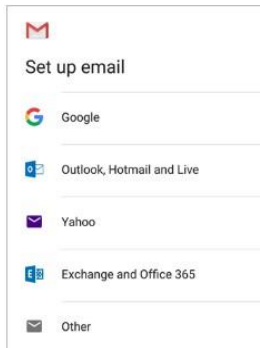 Set up email
Google
Outlook, Hotmail and Live
Yahoo
Exchange and Office 365
Other